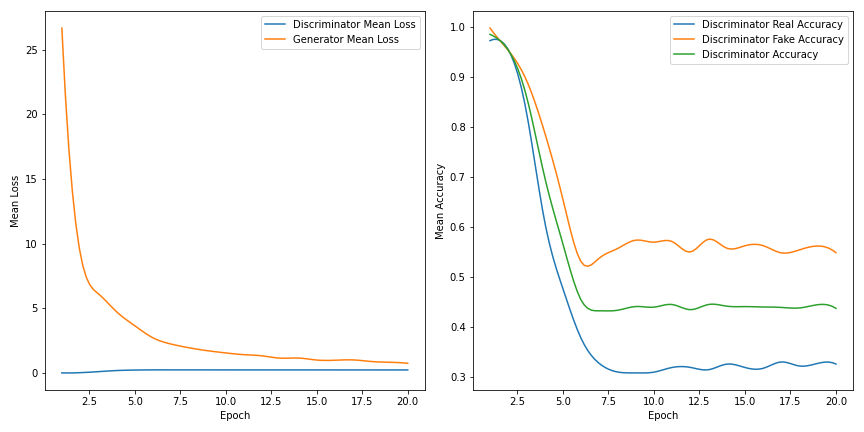 Discriminator Mean Loss
Generator Mean Loss
25
20
15
10
5
0
Mean Loss
2.5 5.0 7.5 10.0 12.5 15.0 17.5 20.0
Epoch
Discriminator Real Accuracy
Discriminator Fake Accuracy
Discriminator Accuracy
1.0
0.9
0.8
0.7
0.6
0.5
0.4
0.3
Mean Accuracy
2.5 5.0 7.5 10.0 12.5 15.0 17.5 20.0
Epoch